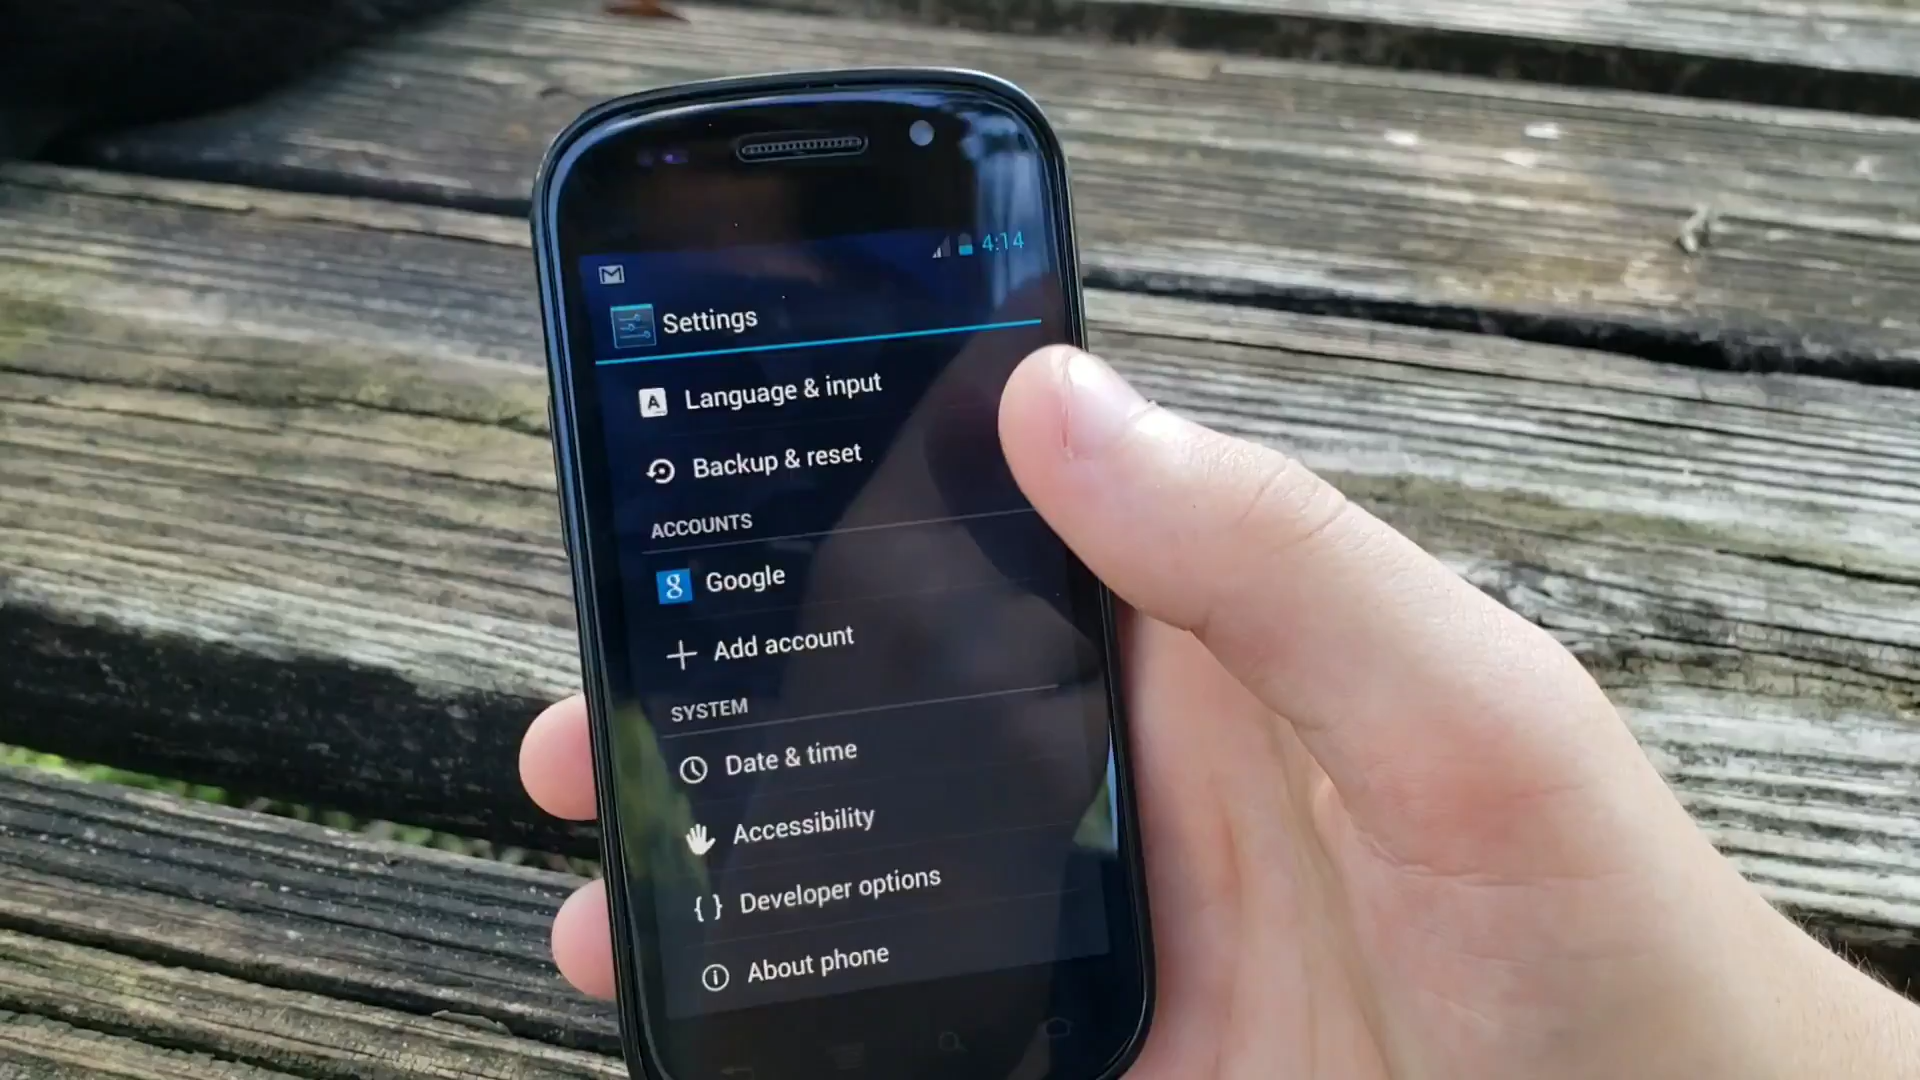 4:14
Settings
A
Language & input
Backup & reset
ACCOUNTS
g
Google
Add account
SYSTEM
Date & time
Accessibility
{ } Developer options
About phone